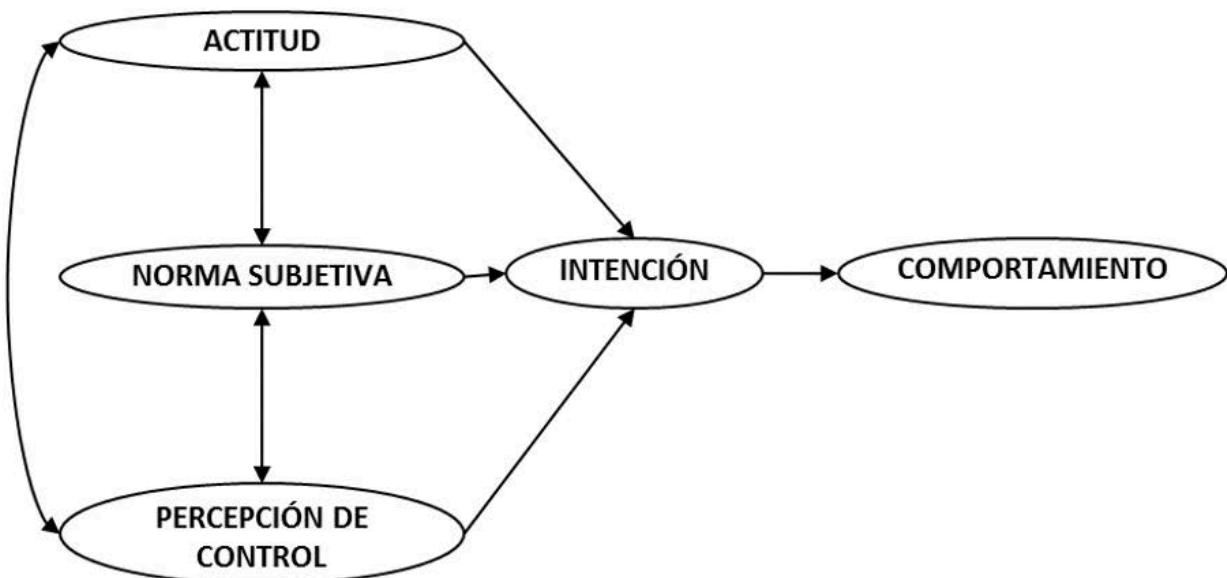 ACTITUD
NORMA SUBJETIVA
INTENCIÓN
COMPORTAMIENTO
PERCEPCIÓN DE
CONTROL